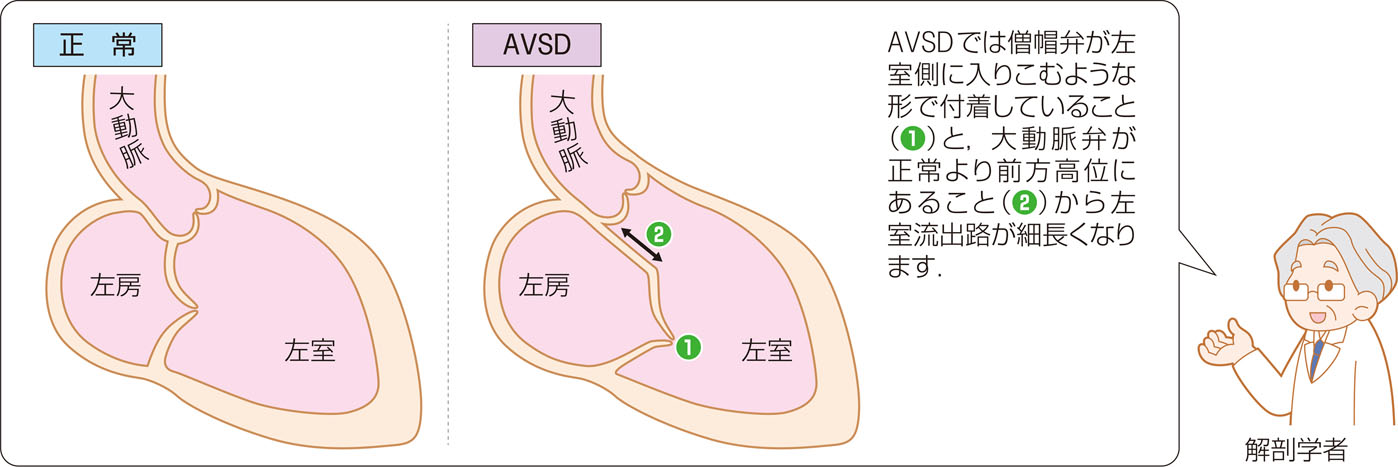 正常
大動脈
左房
左室
AVSD
大動脈
❷
左房
❶
左室
AVSDでは僧帽弁が左
室側に入りこむような
形で付着していること
(❶)と，大動脈弁が
正常より前方高位に
あること(❷)から左
室流出路が細長くなり
ます．
解剖学者